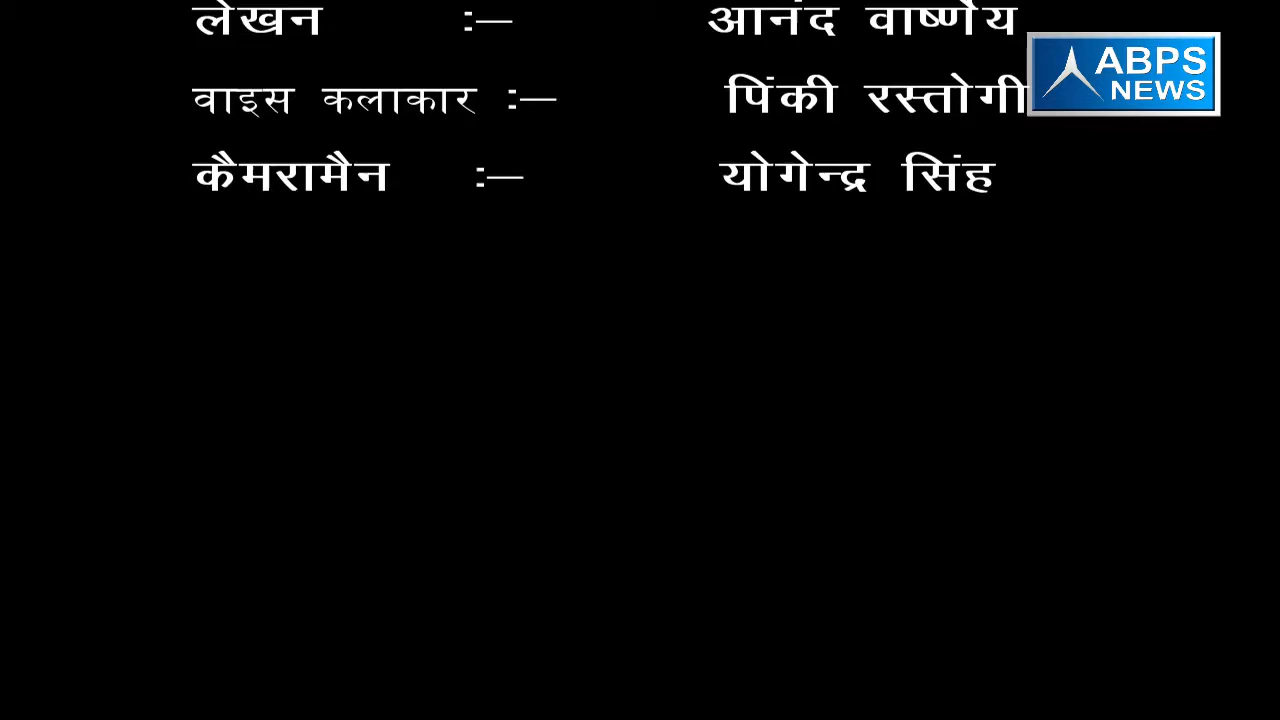 लेखन :— आनंद वार्ष्णेय
वाइस कलाकार :— पिंकी रस्तोगी
कैमरामैन :— योगेन्द्र सिंह
ABPS
NEWS